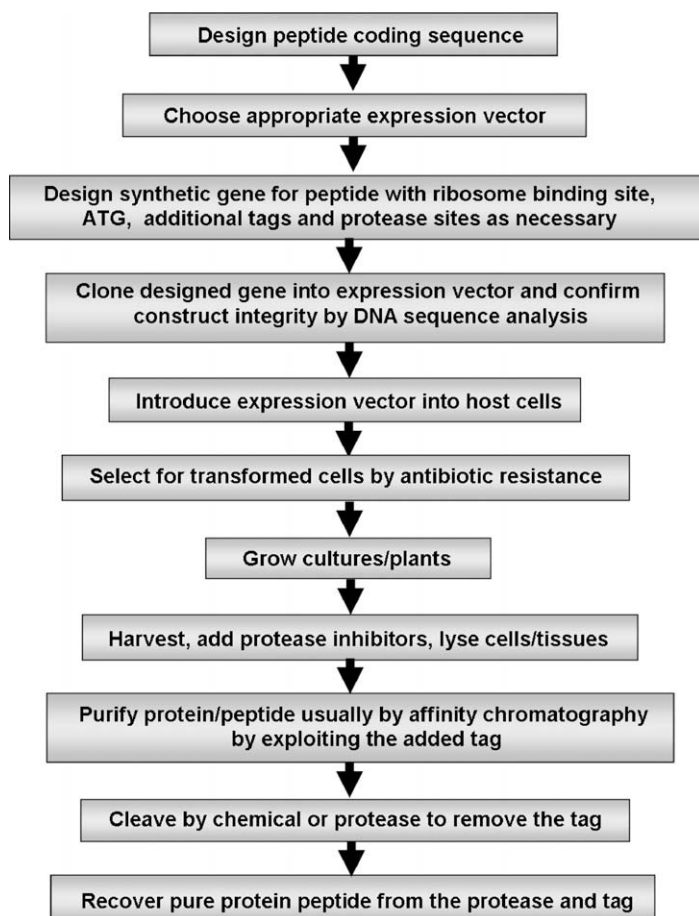 Design peptide coding sequence
Choose appropriate expression vector
Design synthetic gene for peptide with ribosome binding site,
ATG, additional tags and protease sites as necessary
Clone designed gene into expression vector and confirm
construct integrity by DNA sequence analysis
Introduce expression vector into host cells
Select for transformed cells by antibiotic resistance
Grow cultures/plants
Harvest, add protease inhibitors, lyse cells/tissues
Purify protein/peptide usually by affinity chromatography
by exploiting the added tag
Cleave by chemical or protease to remove the tag
Recover pure protein peptide from the protease and tag